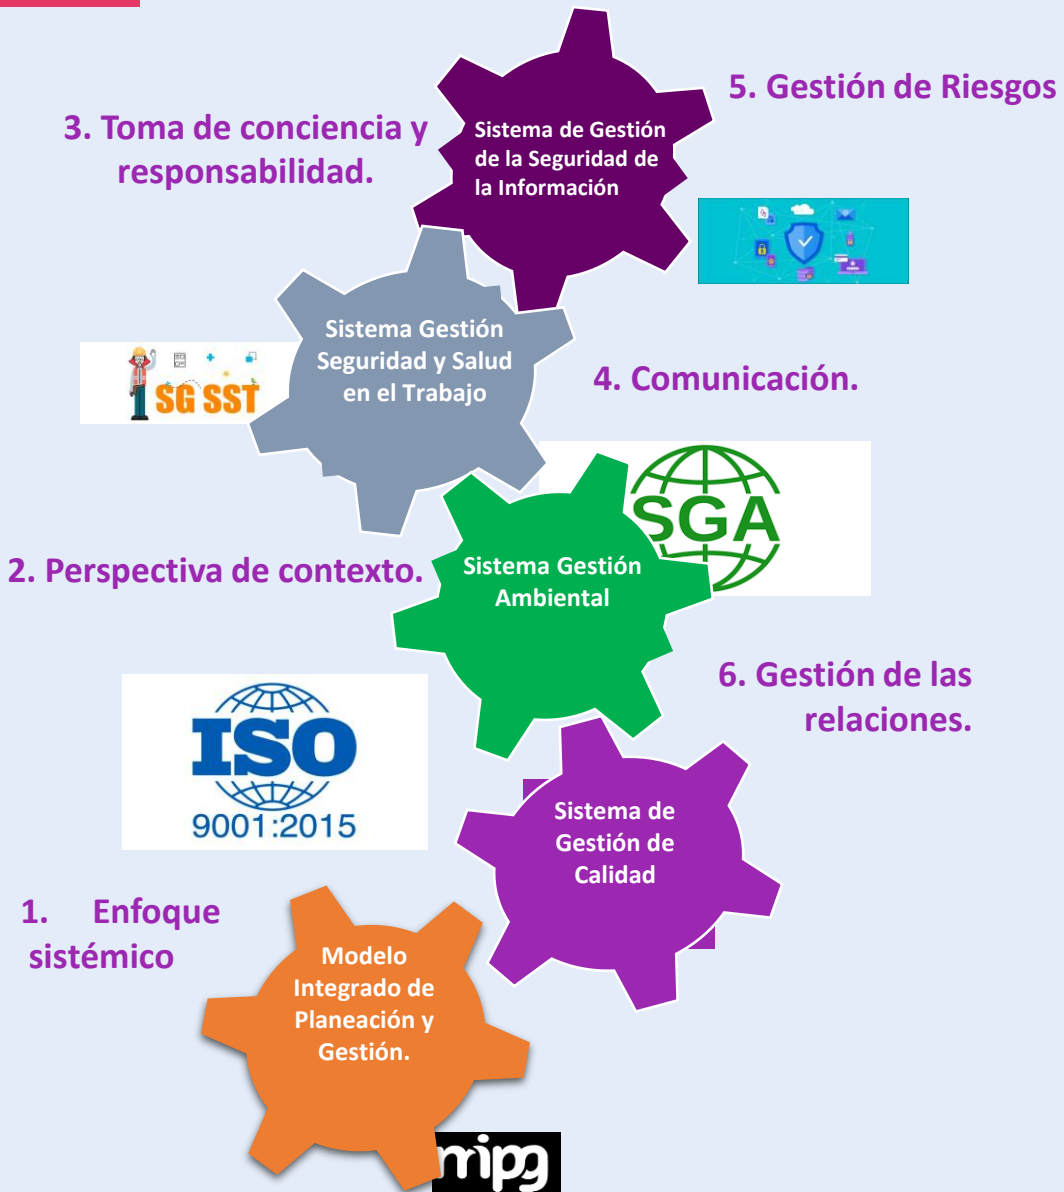 5. Gestión de Riesgos
3. Toma de conciencia y
responsabilidad.
Sistema de Gestión
de la Seguridad de
la Información
Sistema Gestión
Seguridad y Salud
en el Trabajo
SG SST
4. Comunicación.
SGA
2. Perspectiva de contexto.
Sistema Gestión
Ambiental
6. Gestión de las
relaciones.
ISO
9001:2015
Sistema de
Gestión de
Calidad
1. Enfoque
sistémico
Modelo
Integrado de
Planeación y
Gestión.
mipg